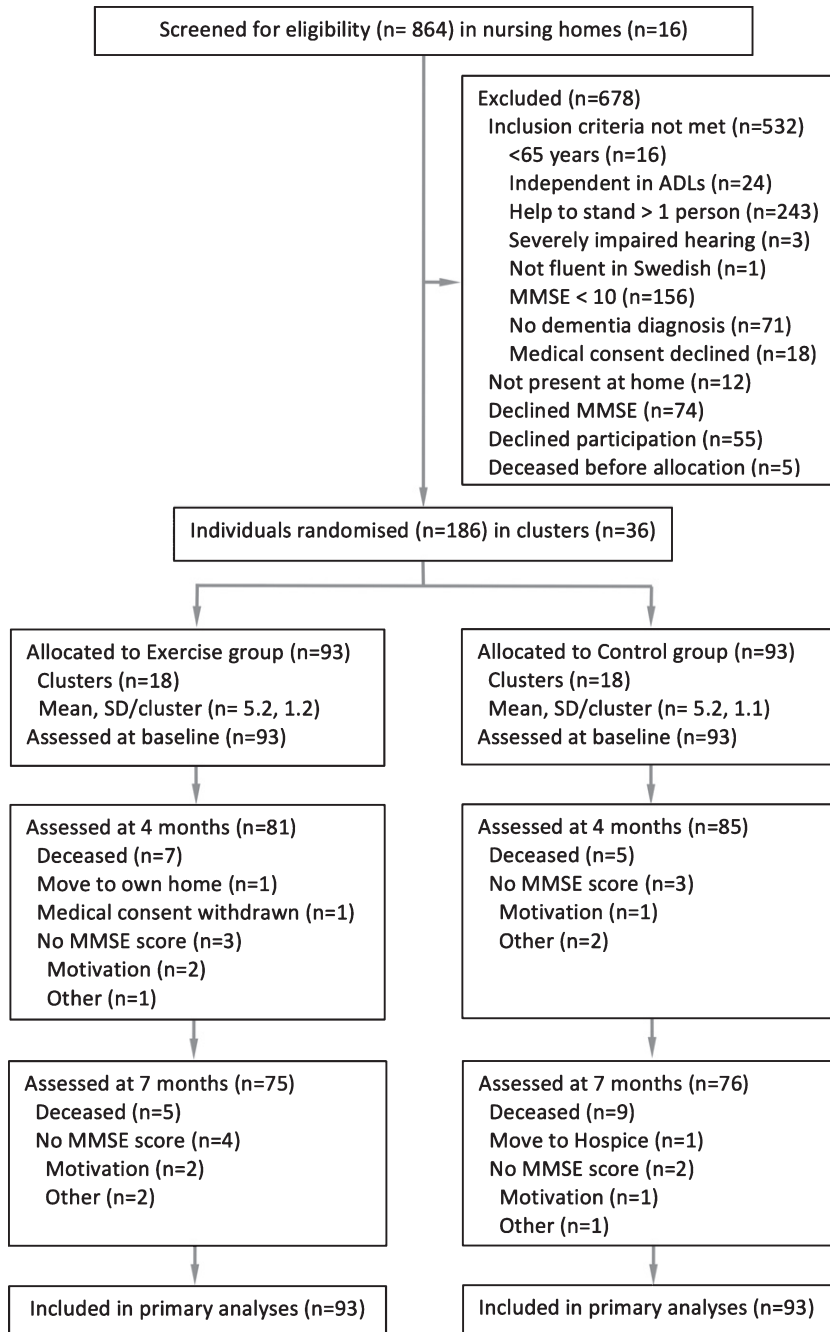 Screened for eligibility (n= 864) in nursing homes (n=16)
Excluded (n=678)
Inclusion criteria not met (n=532)
<65 years (n=16)
Independent in ADLs (n=24)
Help to stand > 1 person (n=243)
Severely impaired hearing (n=3)
Not fluent in Swedish (n=1)
MMSE < 10 (n=156)
No dementia diagnosis (n=71)
Medical consent declined (n=18)
Not present at home (n=12)
Declined MMSE (n=74)
Declined participation (n=55)
Deceased before allocation (n=5)
Individuals randomised (n=186) in clusters (n=36)
Allocated to Exercise group (n=93)
Clusters (n=18)
Mean, SD/cluster (n= 5.2, 1.2)
Assessed at baseline (n=93)
Allocated to Control group (n=93)
Clusters (n=18)
Mean, SD/cluster (n= 5.2, 1.1)
Assessed at baseline (n=93)
Assessed at 4 months (n=81)
Deceased (n=7)
Move to own home (n=1)
Medical consent withdrawn (n=1)
No MMSE score (n=3)
Motivation (n=2)
Other (n=1)
Assessed at 4 months (n=85)
Deceased (n=5)
No MMSE score (n=3)
Motivation (n=1)
Other (n=2)
Assessed at 7 months (n=75)
Deceased (n=5)
No MMSE score (n=4)
Motivation (n=2)
Other (n=2)
Assessed at 7 months (n=76)
Deceased (n=9)
Move to Hospice (n=1)
No MMSE score (n=2)
Motivation (n=1)
Other (n=1)
Included in primary analyses (n=93)
Included in primary analyses (n=93)